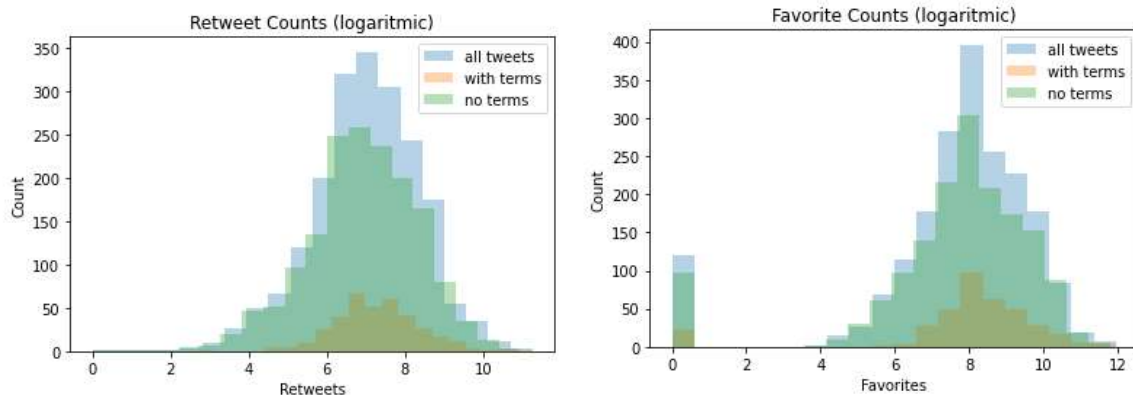 Retweet Counts (logaritmic)
350
300
250
200
150
100
50
0
Count
0
2
4
6
8
10
Retweets
all tweets
with terms
no terms
Favorite Counts (logaritmic)
400
350
300
250
200
150
100
50
0
Count
0
2
4
6
8
10
12
Favorites
all tweets
with terms
no terms